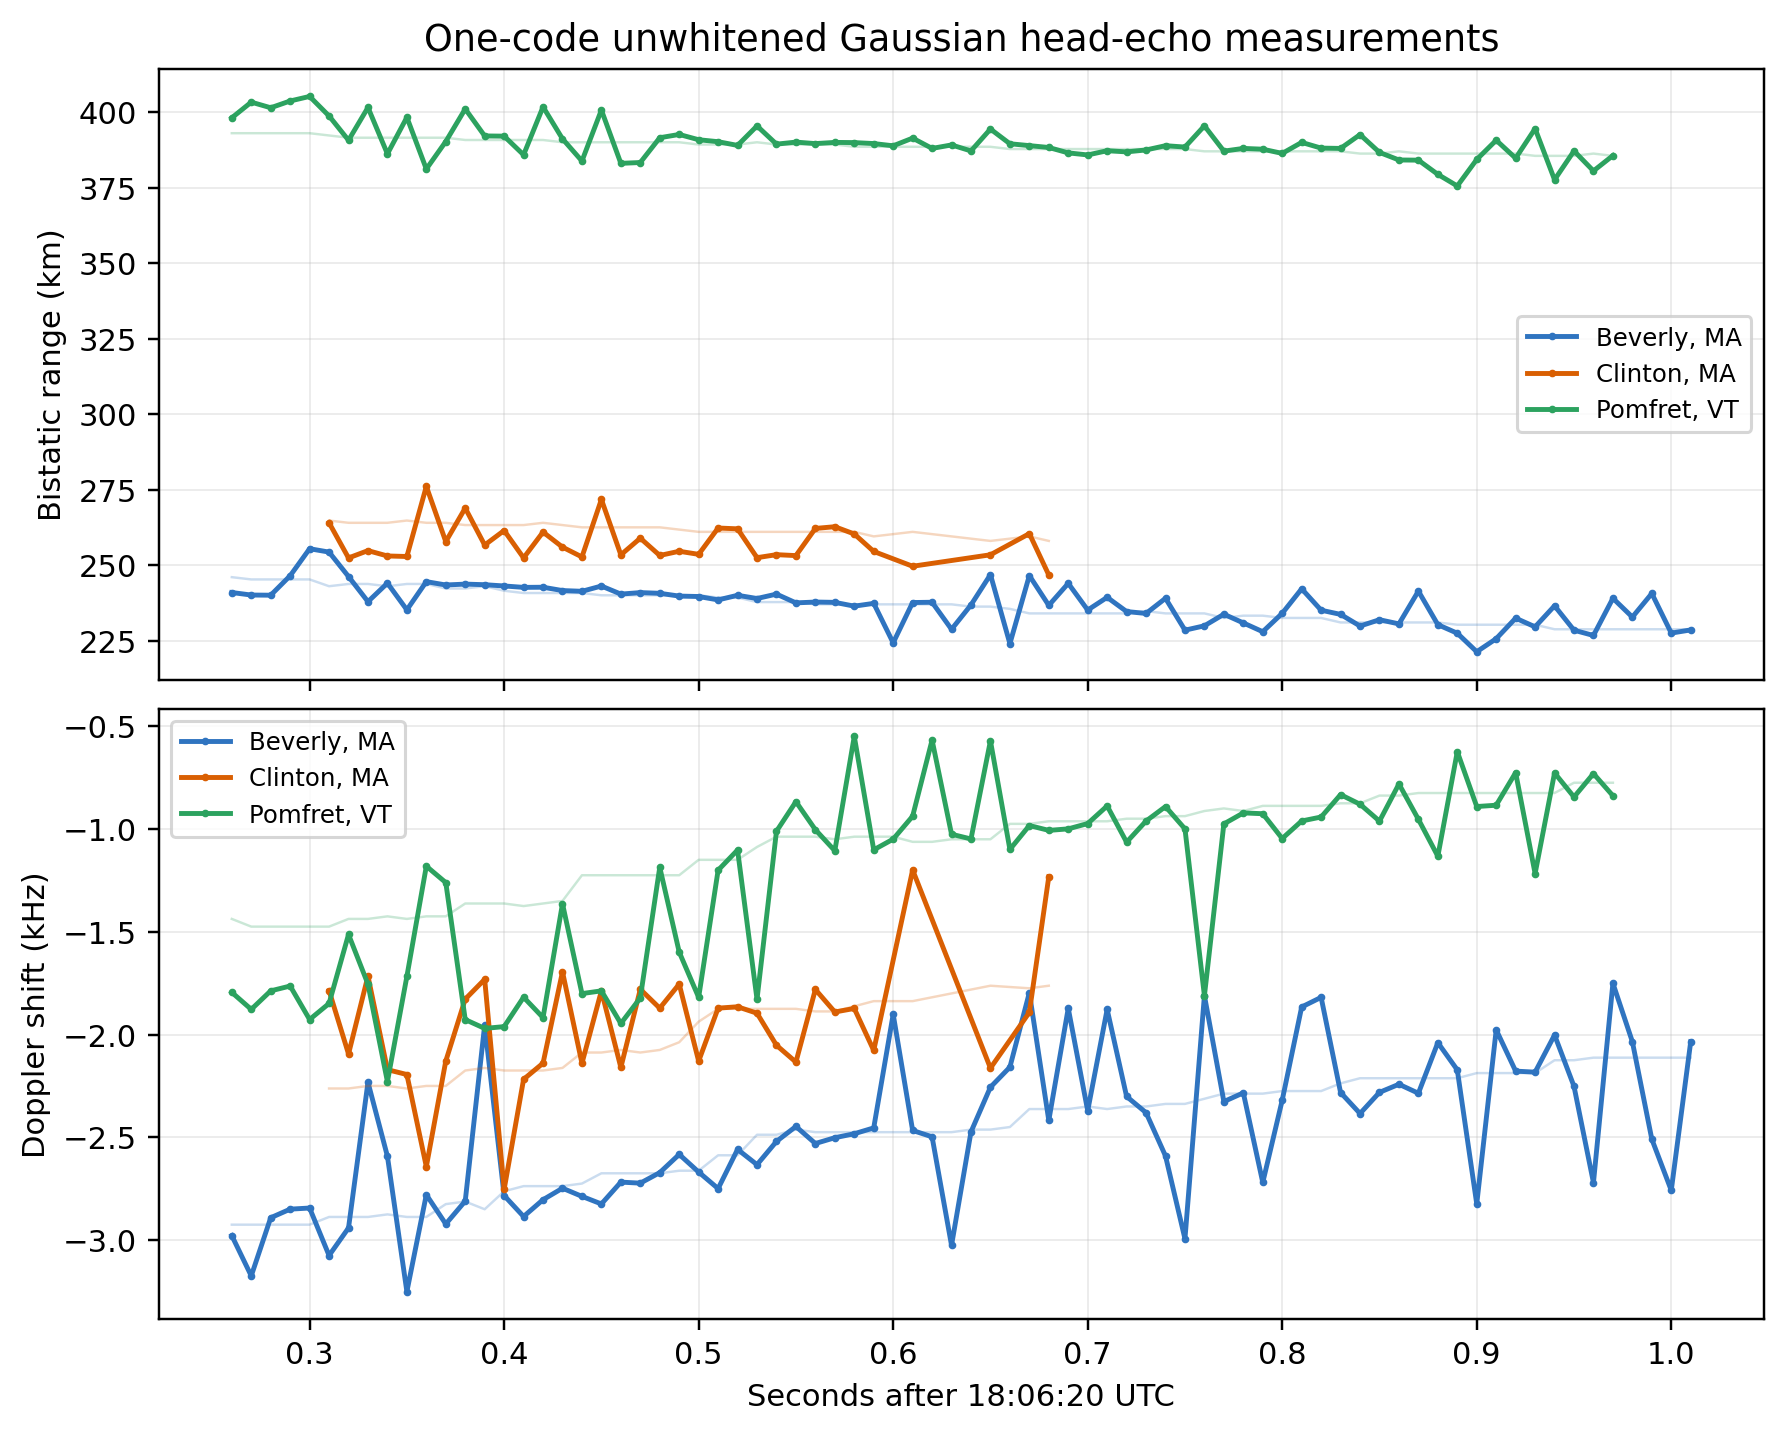 One-code unwhitened Gaussian head-echo measurements
Bistatic range (km)
400
375
350
325
300
275
250
225
Beverly, MA
Clinton, MA
Pomfret, VT
Doppler shift (kHz)
−0.5
−1.0
−1.5
−2.0
−2.5
−3.0
Beverly, MA
Clinton, MA
Pomfret, VT
0.3 0.4 0.5 0.6 0.7 0.8 0.9 1.0
Seconds after 18:06:20 UTC